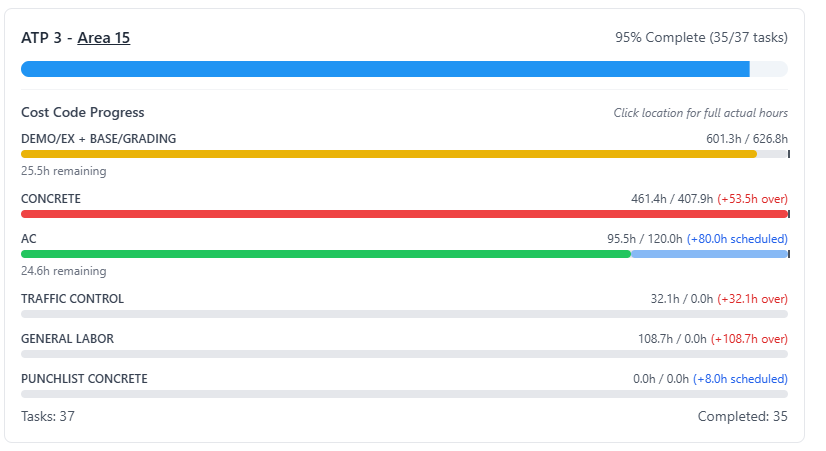 ATP 3 - Area 15 95% Complete (35/37 tasks)
Cost Code Progress Click location for full actual hours
DEMO/EX + BASE/GRADING 601.3h / 626.8h
25.5h remaining
CONCRETE 461.4h / 407.9h (+53.5h over)
AC 95.5h / 120.0h (+80.0h scheduled)
24.6h remaining
TRAFFIC CONTROL 32.1h / 0.0h (+32.1h over)
GENERAL LABOR 108.7h / 0.0h (+108.7h over)
PUNCHLIST CONCRETE 0.0h / 0.0h (+8.0h scheduled)
Tasks: 37 Completed: 35